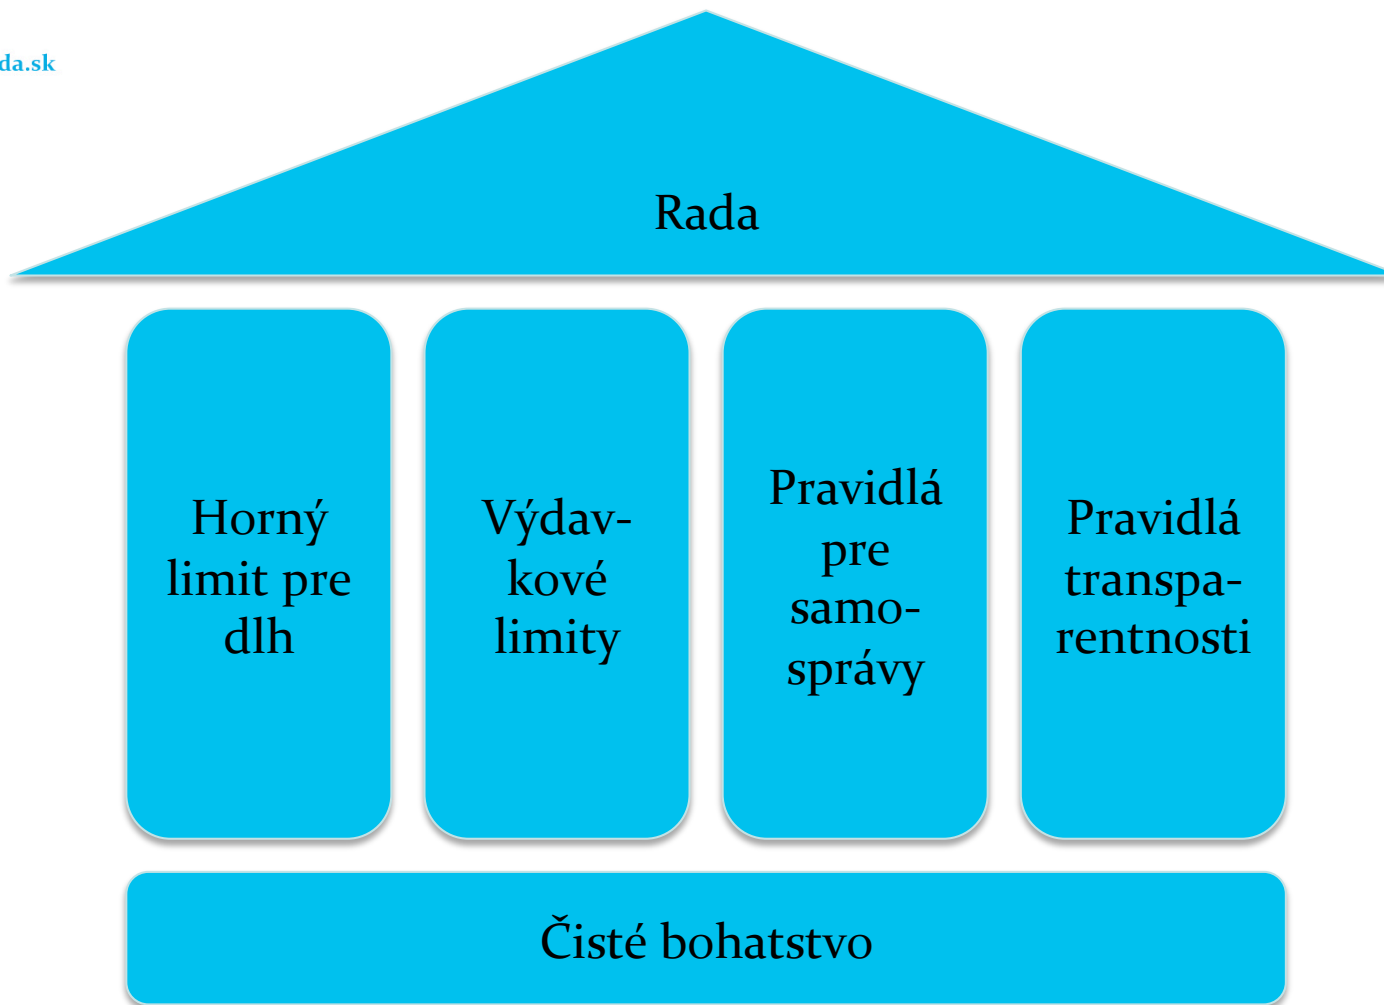 da.sk
Rada
Horný
limit pre
dlh
Výdav-
kové
limity
Pravidlá
pre
samo-
správy
Pravidlá
transpa-
rentnosti
Čisté bohatstvo